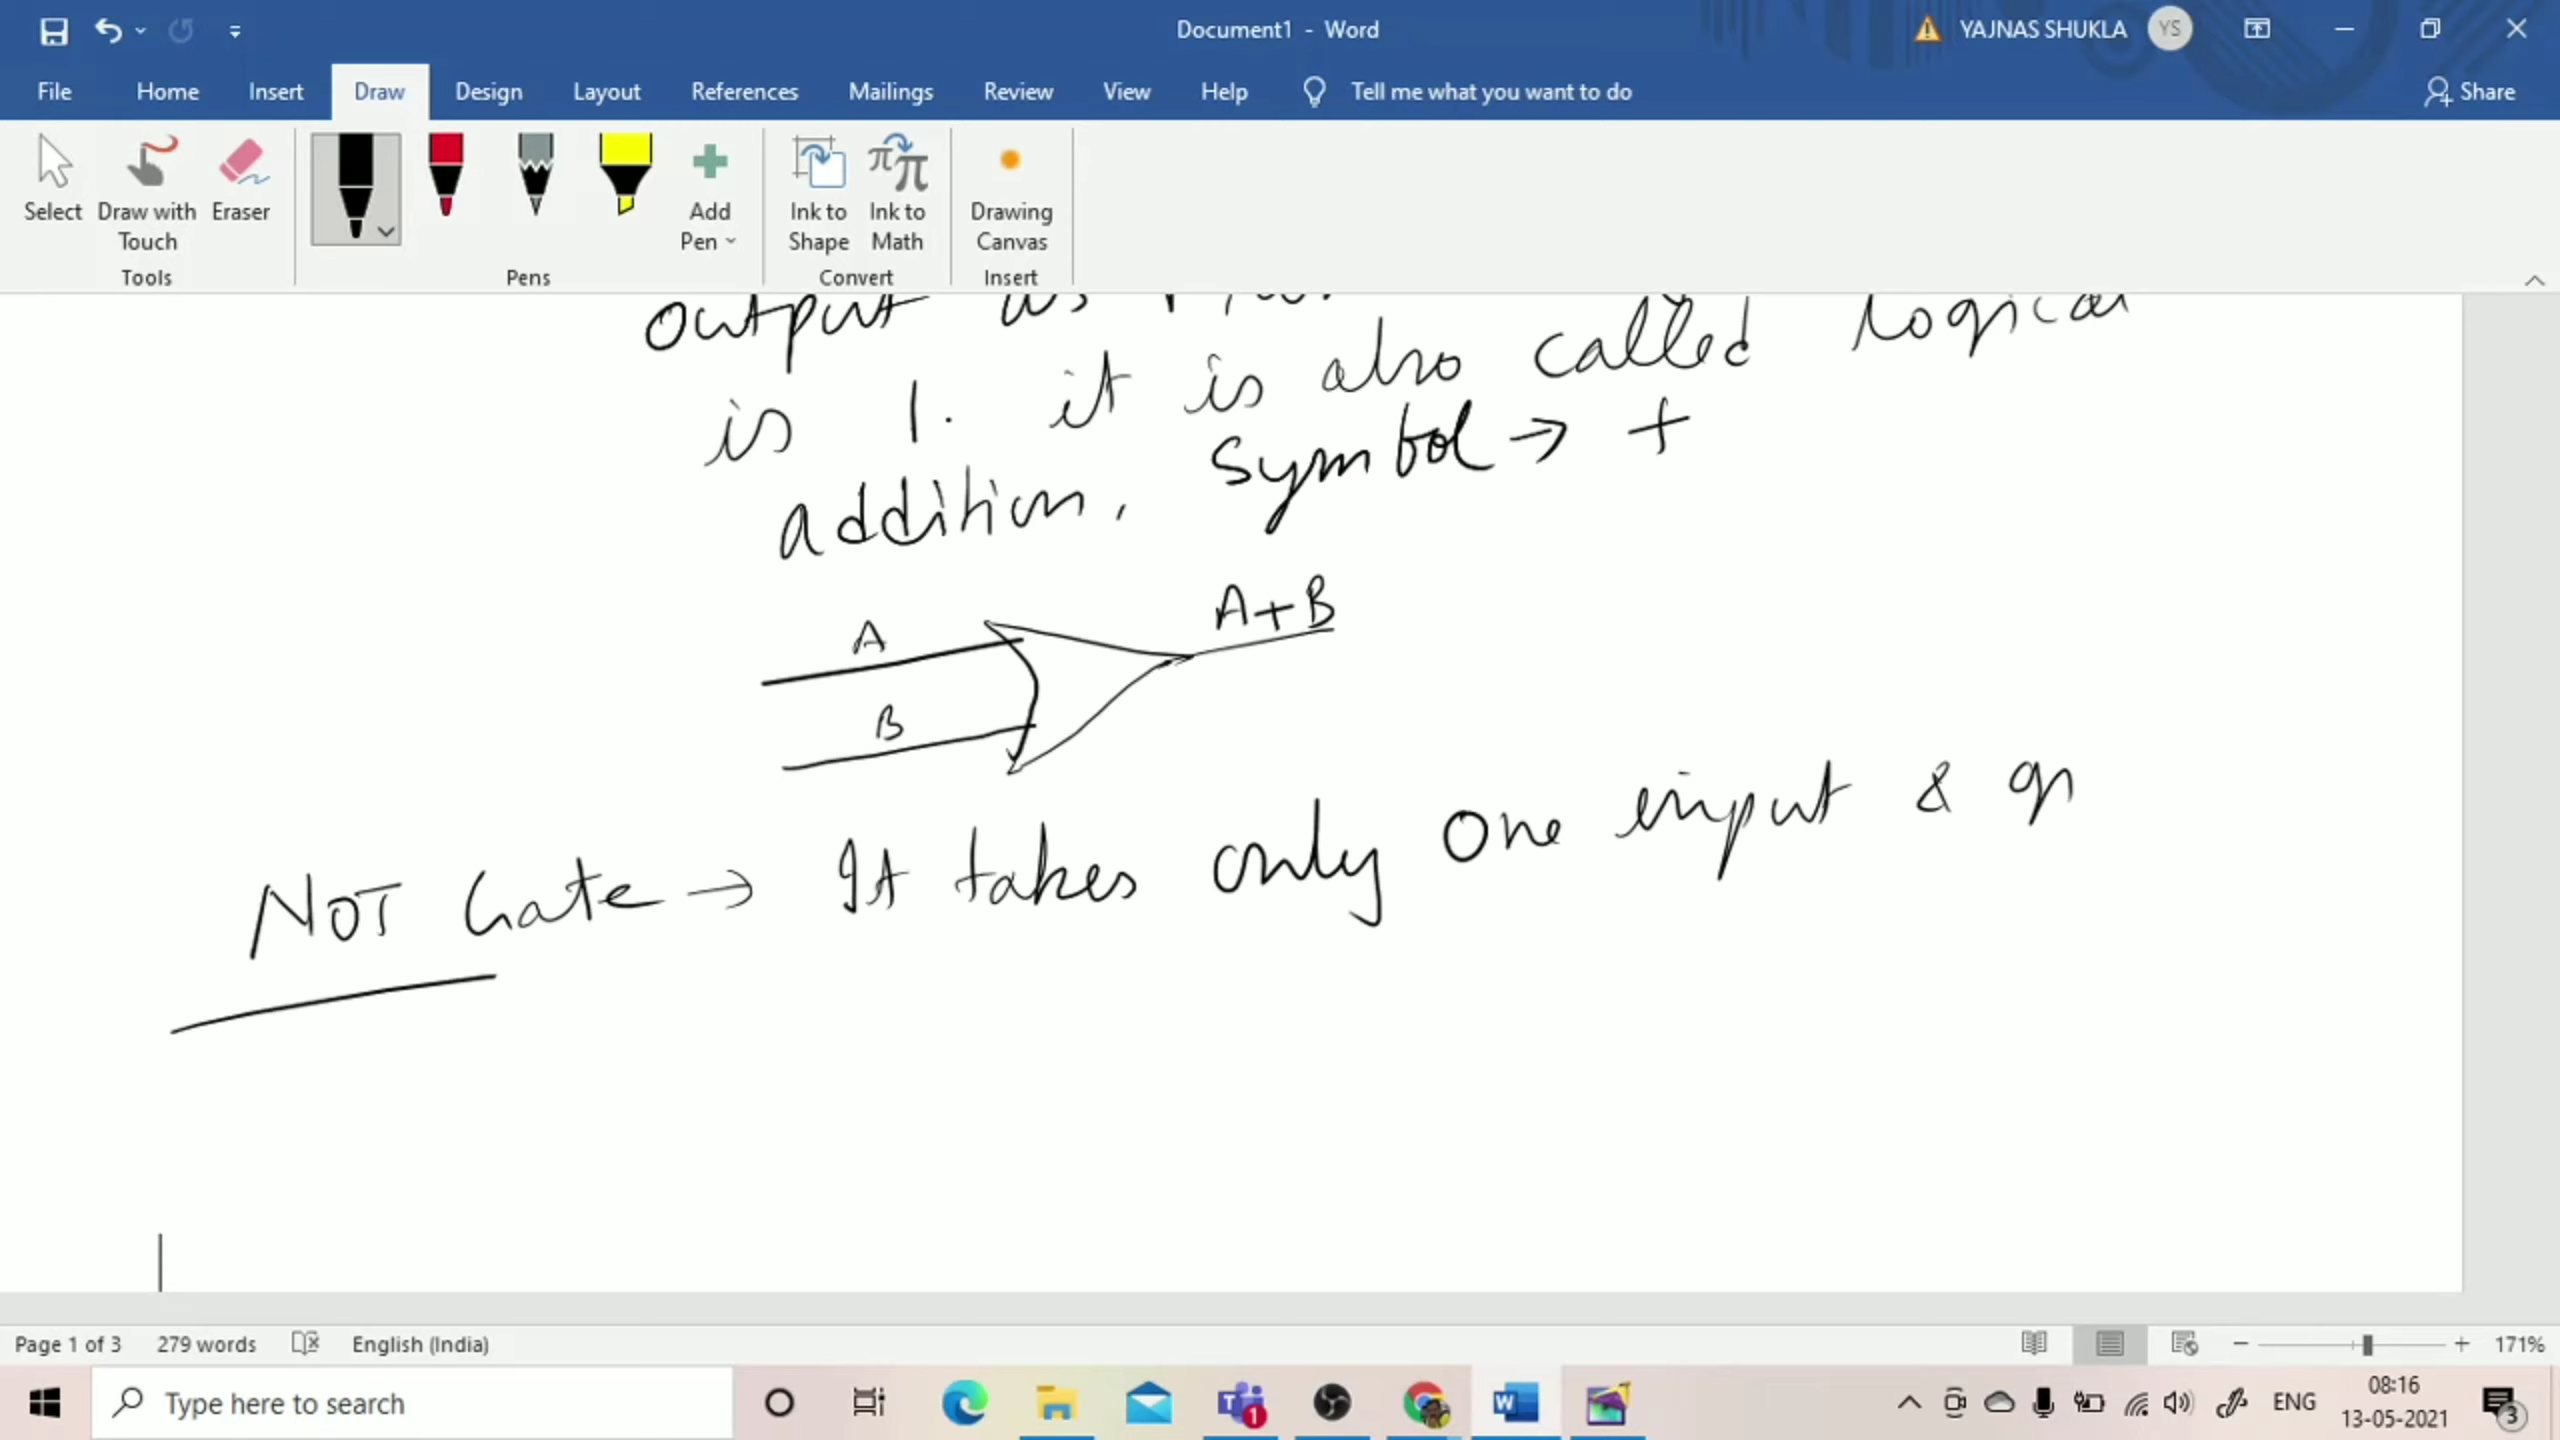 Document1 - Word
YAJNAS SHUKLA YS
File Home Insert Draw Design Layout References Mailings Review View Help Tell me what you want to do Share
Select Draw with Touch Eraser Add Pen Ink to Shape Ink to Math Drawing Canvas
Tools Pens Convert Insert
output as called logical
is 1. it is also
addition, Symbol → +
A A+B
B
NOT Gate → It takes only one input &
Page 1 of 3 279 words English (India) 171%
Type here to search ENG 08:16
13-05-2021 3